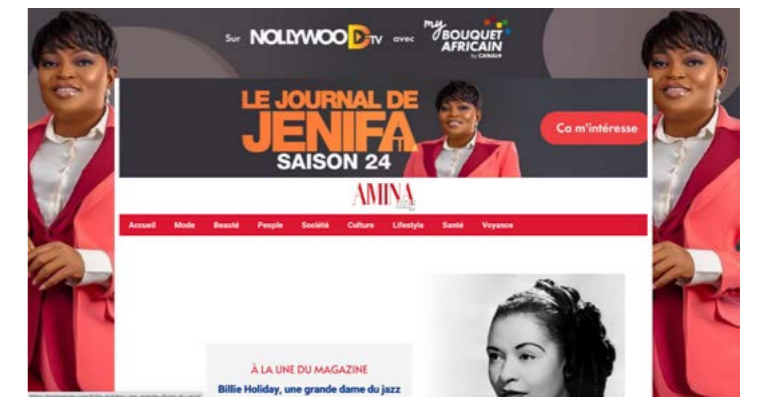 Sur NOLLYWOOD TV avec my BOUQUET AFRICAIN by CANAL+
LE JOURNAL DE
JENIFA
SAISON 24
Ça m'intéresse
AMINA
Accueil Mode Beauté People Société Culture Lifestyle Santé Voyance
À LA UNE DU MAGAZINE
Billie Holiday, une grande dame du jazz